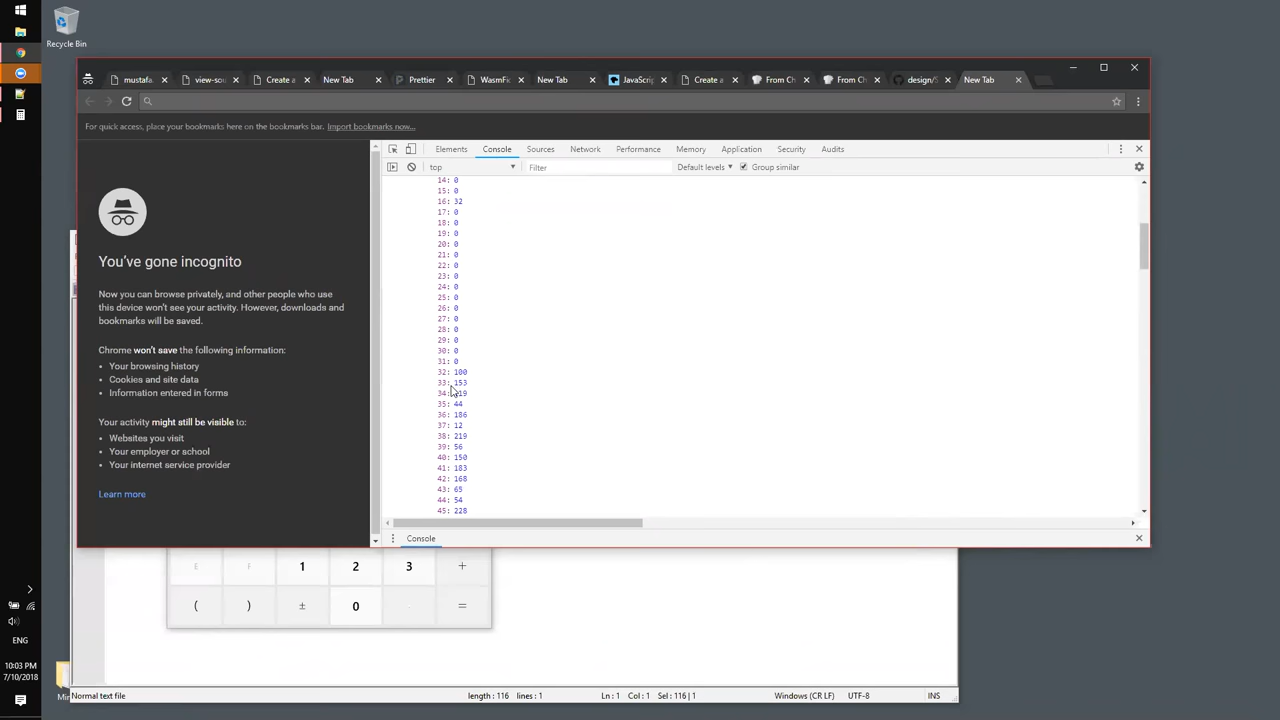 Recycle Bin
mustafa
view-sou
Create a
New Tab
Prettier
WasmFi
New Tab
JavaScrip
Create a
From Ch
From Ch
design/S
New Tab
For quick access, place your bookmarks here on the bookmarks bar. Import bookmarks now...
Elements Console Sources Network Performance Memory Application Security Audits
top Filter Default levels Group similar
You've gone incognito
Now you can browse privately, and other people who use
this device won't see your activity. However, downloads and
bookmarks will be saved.
Chrome won't save the following information:
• Your browsing history
• Cookies and site data
• Information entered in forms
Your activity might still be visible to:
• Websites you visit
• Your employer or school
• Your internet service provider
Learn more
14: 0
15: 0
16: 32
17: 0
18: 0
19: 0
20: 0
21: 0
22: 0
23: 0
24: 0
25: 0
26: 0
27: 0
28: 0
29: 0
30: 0
31: 0
32: 180
33: 153
34:
35: 44
36: 186
37: 12
38: 219
39: 56
40: 150
41: 183
42: 168
43: 65
44: 54
45: 228
Console
1 2 3 +
( ) ± 0 . =
ENG
10:03 PM
7/10/2018
Normal text file length : 116 lines : 1 Ln : 1 Col : 1 Sel : 116 | 1 Windows (CR LF) UTF-8 INS